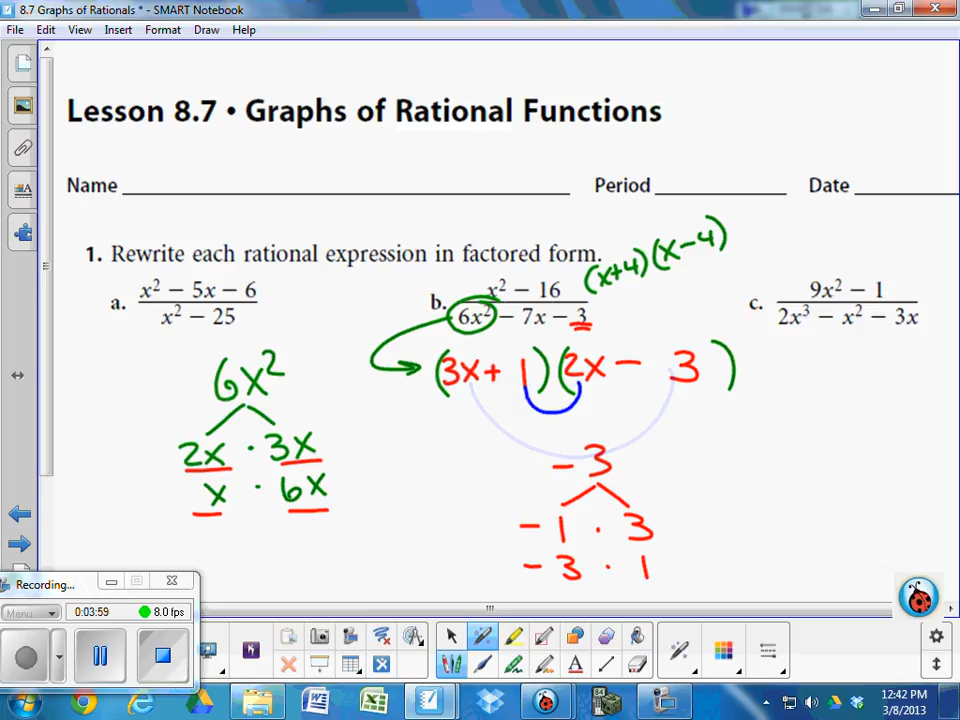 8.7 Graphs of Rationals * - SMART Notebook
File Edit View Insert Format Draw Help
Lesson 8.7 • Graphs of Rational Functions
Name ____ Period ____ Date ____
1. Rewrite each rational expression in factored form.
(x+4)(x-4)
a. x² − 5x − 6 / x² − 25
b. x² − 16 / 6x² − 7x − 3
c. 9x² − 1 / 2x³ − x² − 3x
(3x + 1)(2x − 3)
6x²
2x · 3x
x · 6x
-3
-1 · 3
-3 · 1
Recording...
Menu 0:03:59 8.0 fps
12:42 PM
3/8/2013